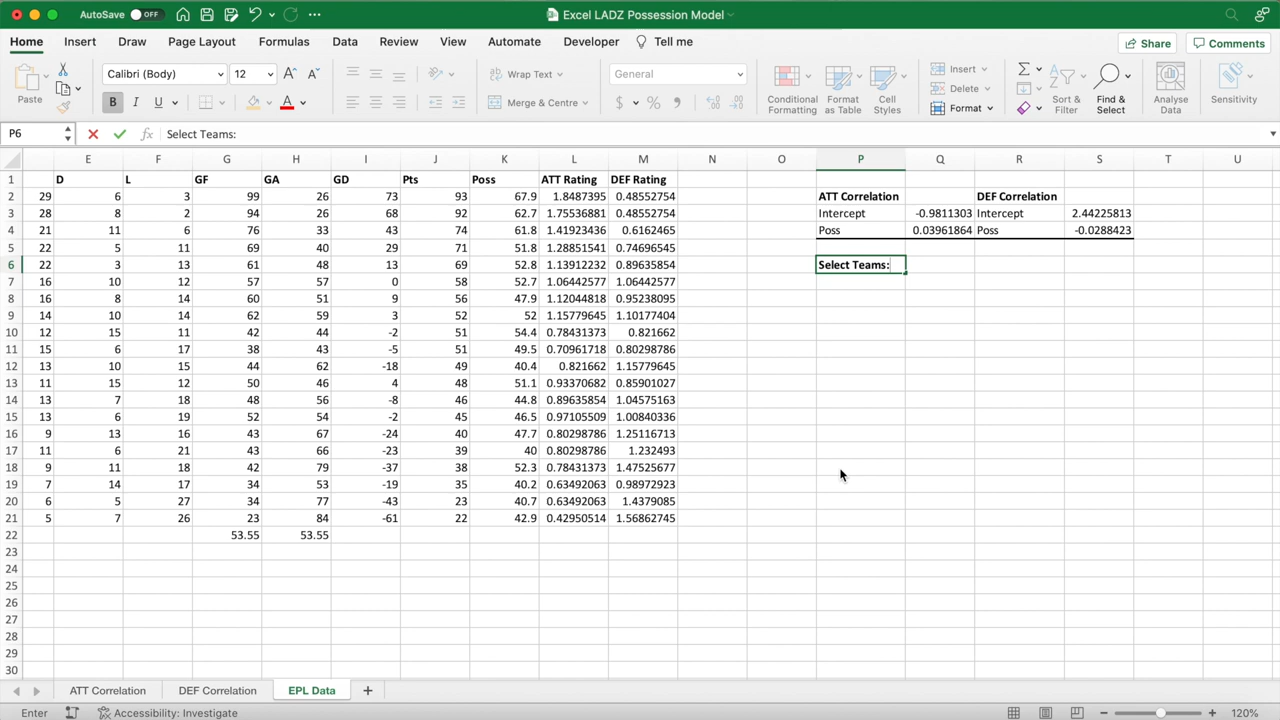 AutoSave OFF Excel LADZ Possession Model
Home Insert Draw Page Layout Formulas Data Review View Automate Developer Tell me Share Comments
Paste Calibri (Body) 12 Wrap Text General Conditional Formatting Format as Table Cell Styles Insert Sort & Filter Find & Select Analyse Data Sensitivity
B I U A Merge & Centre $ % Delete
Format
P6 fx Select Teams:
E F G H I J K L M N O P Q R S T U
1 D L GF GA GD Pts Poss ATT Rating DEF Rating
2 29 6 3 99 26 73 93 67.9 1.8487395 0.48552754 ATT Correlation DEF Correlation
3 28 8 2 94 26 68 92 62.7 1.75536881 0.48552754 Intercept -0.9811303 Intercept 2.44225813
4 21 11 6 76 33 43 74 61.8 1.41923436 0.6162465 Poss 0.03961864 Poss -0.0288423
5 22 5 11 69 40 29 71 53.6 1.28851541 0.74696545
6 22 3 13 61 48 13 69 52.8 1.13912232 0.89635854 Select Teams:
7 16 10 12 57 57 0 58 52.7 1.06442577 1.06442577
8 16 8 14 60 51 9 56 47.9 1.12044818 0.95238095
9 14 10 14 62 59 3 52 52 1.15779645 1.10177404
10 12 15 11 42 44 -2 51 54.4 0.78431373 0.821662
11 15 6 17 38 43 -5 51 49.5 0.70961718 0.80298786
12 13 10 15 44 62 -18 49 40.4 0.821662 1.15779645
13 11 15 12 50 46 4 48 51.1 0.93370682 0.85901027
14 13 7 18 48 56 -8 46 44.8 0.89635854 1.04575163
15 13 6 19 52 54 -2 45 46.5 0.97105509 1.00840336
16 9 13 16 43 67 -24 40 47.7 0.80298786 1.25116713
17 11 6 21 43 66 -23 39 40 0.80298786 1.232493
18 9 11 18 42 79 -37 38 52.3 0.78431373 1.47525677
19 7 14 17 34 53 -19 35 40.2 0.63492063 0.98972923
20 6 5 27 34 77 -43 23 40.7 0.63492063 1.4379085
21 5 7 26 23 84 -61 22 42.9 0.42950514 1.56862745
22 53.55 53.55
23
24
25
26
27
28
29
30
ATT Correlation DEF Correlation EPL Data
Enter Accessibility: Investigate 120%